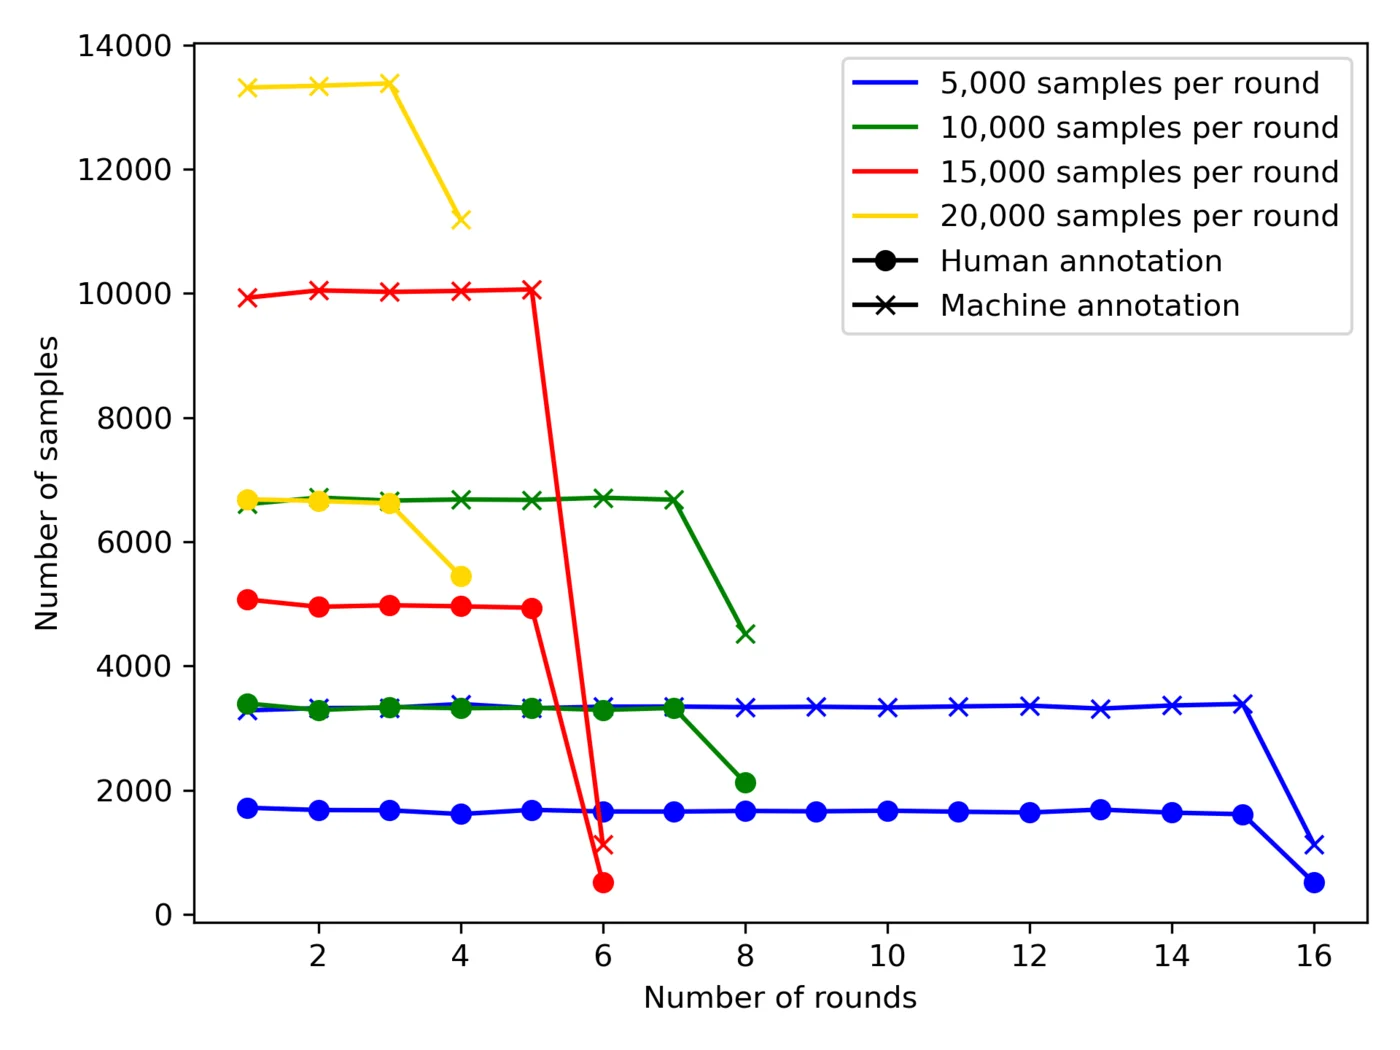 14000
12000
10000
8000
6000
4000
2000
0
Number of samples
5,000 samples per round
10,000 samples per round
15,000 samples per round
20,000 samples per round
Human annotation
Machine annotation
2 4 6 8 10 12 14 16
Number of rounds